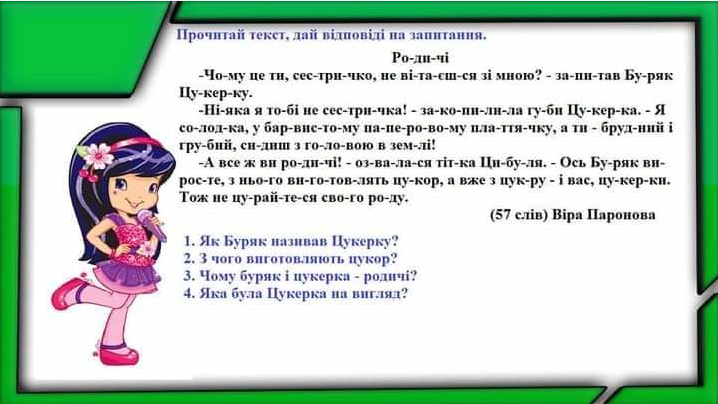 Прочитай текст, дай відповіді на запитання.
Ро-ди-чі
-Чо-му це ти, сес-три-чко, не ві-та-єш-ся зі мною? - за-пи-тав Бу-ряк
Цу-кер-ку.
-Ні-яка я то-бі не сес-три-чка! - за-ко-пи-ли-ла гу-би Цу-кер-ка. - Я
со-лод-ка, у бар-вис-то-му па-пе-ро-во-му пла-ття-чку, а ти - бруд-ний і
гру-бий, си-диш з го-ло-вою в зем-лі!
-А все ж ви ро-ди-чі! - оз-ва-ла-ся тіт-ка Ци-бу-ля. - Ось Бу-ряк ви-
рос-те, з ньо-го ви-го-тов-лять цу-кор, а вже з цук-ру - і вас, цу-кер-ки.
Тож не цу-рай-те-ся сво-го ро-ду.
(57 слів) Віра Паронова
1. Як Буряк називав Цукерку?
2. З чого виготовляють цукор?
3. Чому буряк і цукерка - родичі?
4. Яка була Цукерка на вигляд?